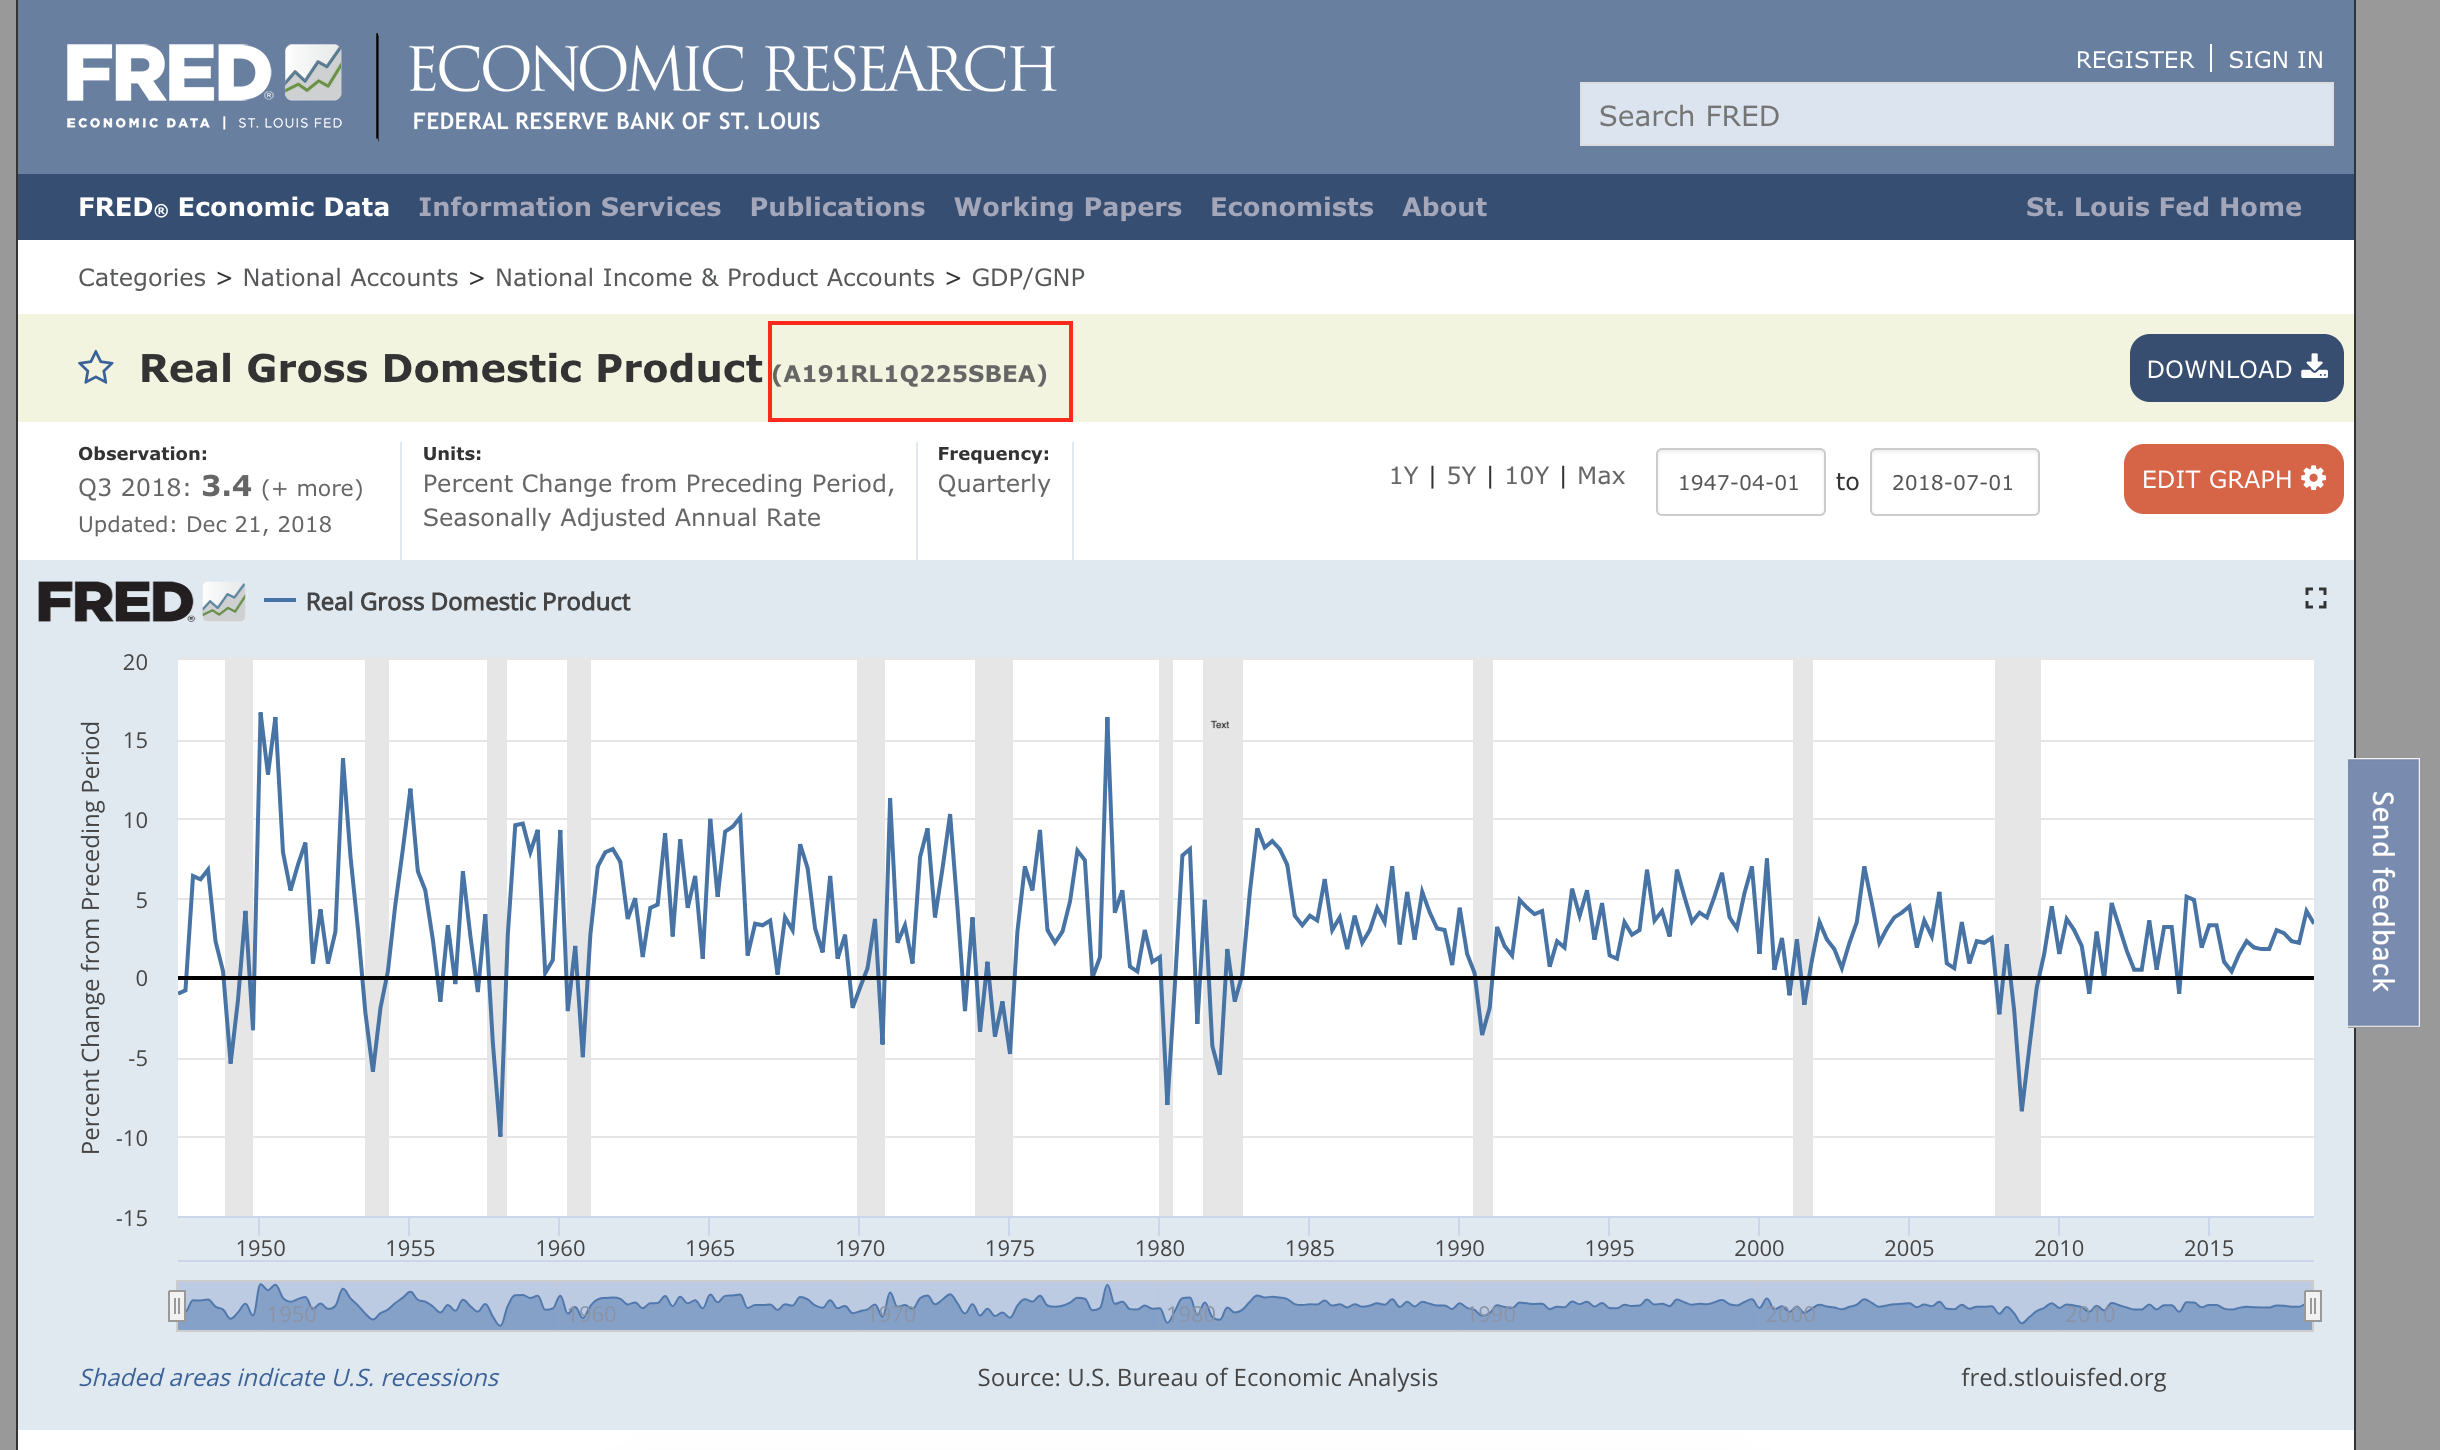 FRED® ECONOMIC RESEARCH
ECONOMIC DATA | ST. LOUIS FED
FEDERAL RESERVE BANK OF ST. LOUIS
REGISTER | SIGN IN
Search FRED
FRED® Economic Data Information Services Publications Working Papers Economists About St. Louis Fed Home
Categories > National Accounts > National Income & Product Accounts > GDP/GNP
Real Gross Domestic Product (A191RL1Q225SBEA)
DOWNLOAD
Observation:
Q3 2018: 3.4 (+ more)
Updated: Dec 21, 2018
Units:
Percent Change from Preceding Period,
Seasonally Adjusted Annual Rate
Frequency:
Quarterly
1Y | 5Y | 10Y | Max
1947-04-01 to 2018-07-01
EDIT GRAPH
FRED® Real Gross Domestic Product
Percent Change from Preceding Period
20
15
10
5
0
-5
-10
-15
Text
1950 1955 1960 1965 1970 1975 1980 1985 1990 1995 2000 2005 2010 2015
1950 1960 1970 1980 1990 2000 2010
Send feedback
Shaded areas indicate U.S. recessions
Source: U.S. Bureau of Economic Analysis
fred.stlouisfed.org